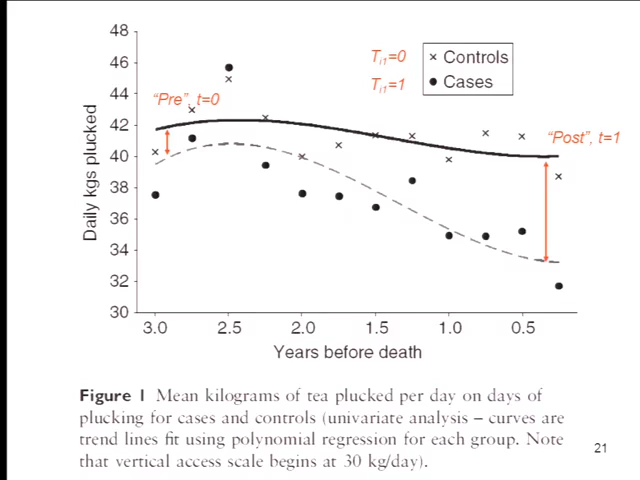 48
46
44
42
40
38
36
34
32
30
Daily kgs plucked
T i1 =0
T i1 =1
× Controls
● Cases
“Pre”, t=0
“Post”, t=1
3.0 2.5 2.0 1.5 1.0 0.5
Years before death
Figure 1 Mean kilograms of tea plucked per day on days of
plucking for cases and controls (univariate analysis – curves are
trend lines fit using polynomial regression for each group. Note
that vertical access scale begins at 30 kg/day).
21